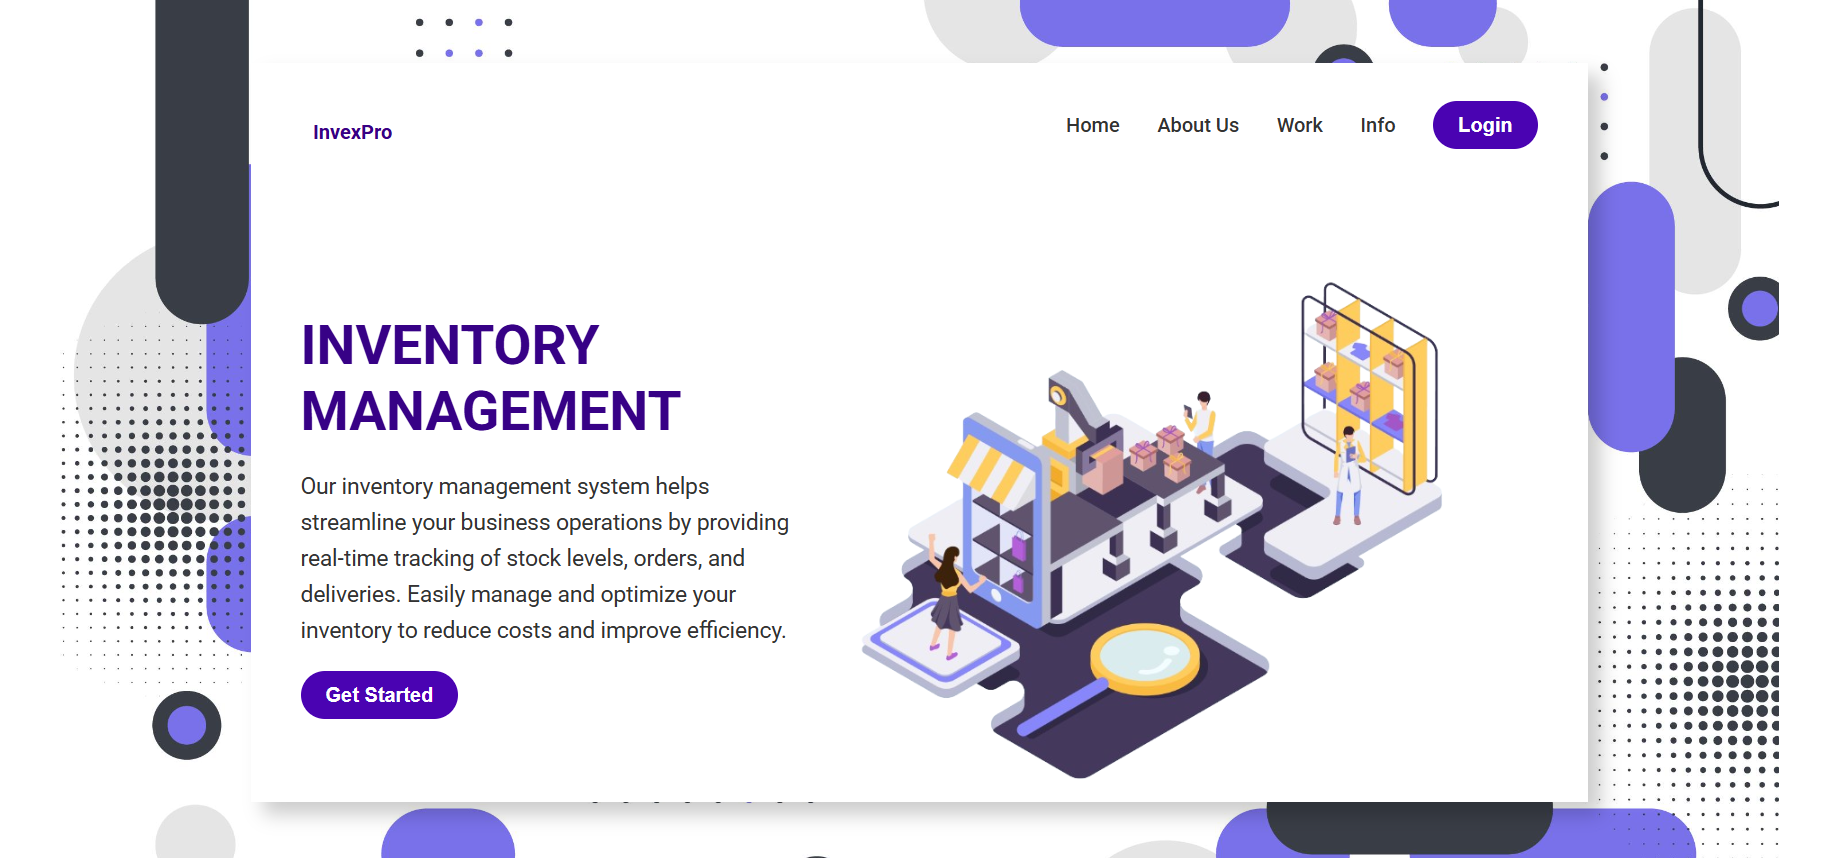 InvexPro
Home
About Us
Work
Info
Login
INVENTORY
MANAGEMENT
Our inventory management system helps
streamline your business operations by providing
real-time tracking of stock levels, orders, and
deliveries. Easily manage and optimize your
inventory to reduce costs and improve efficiency.
Get Started